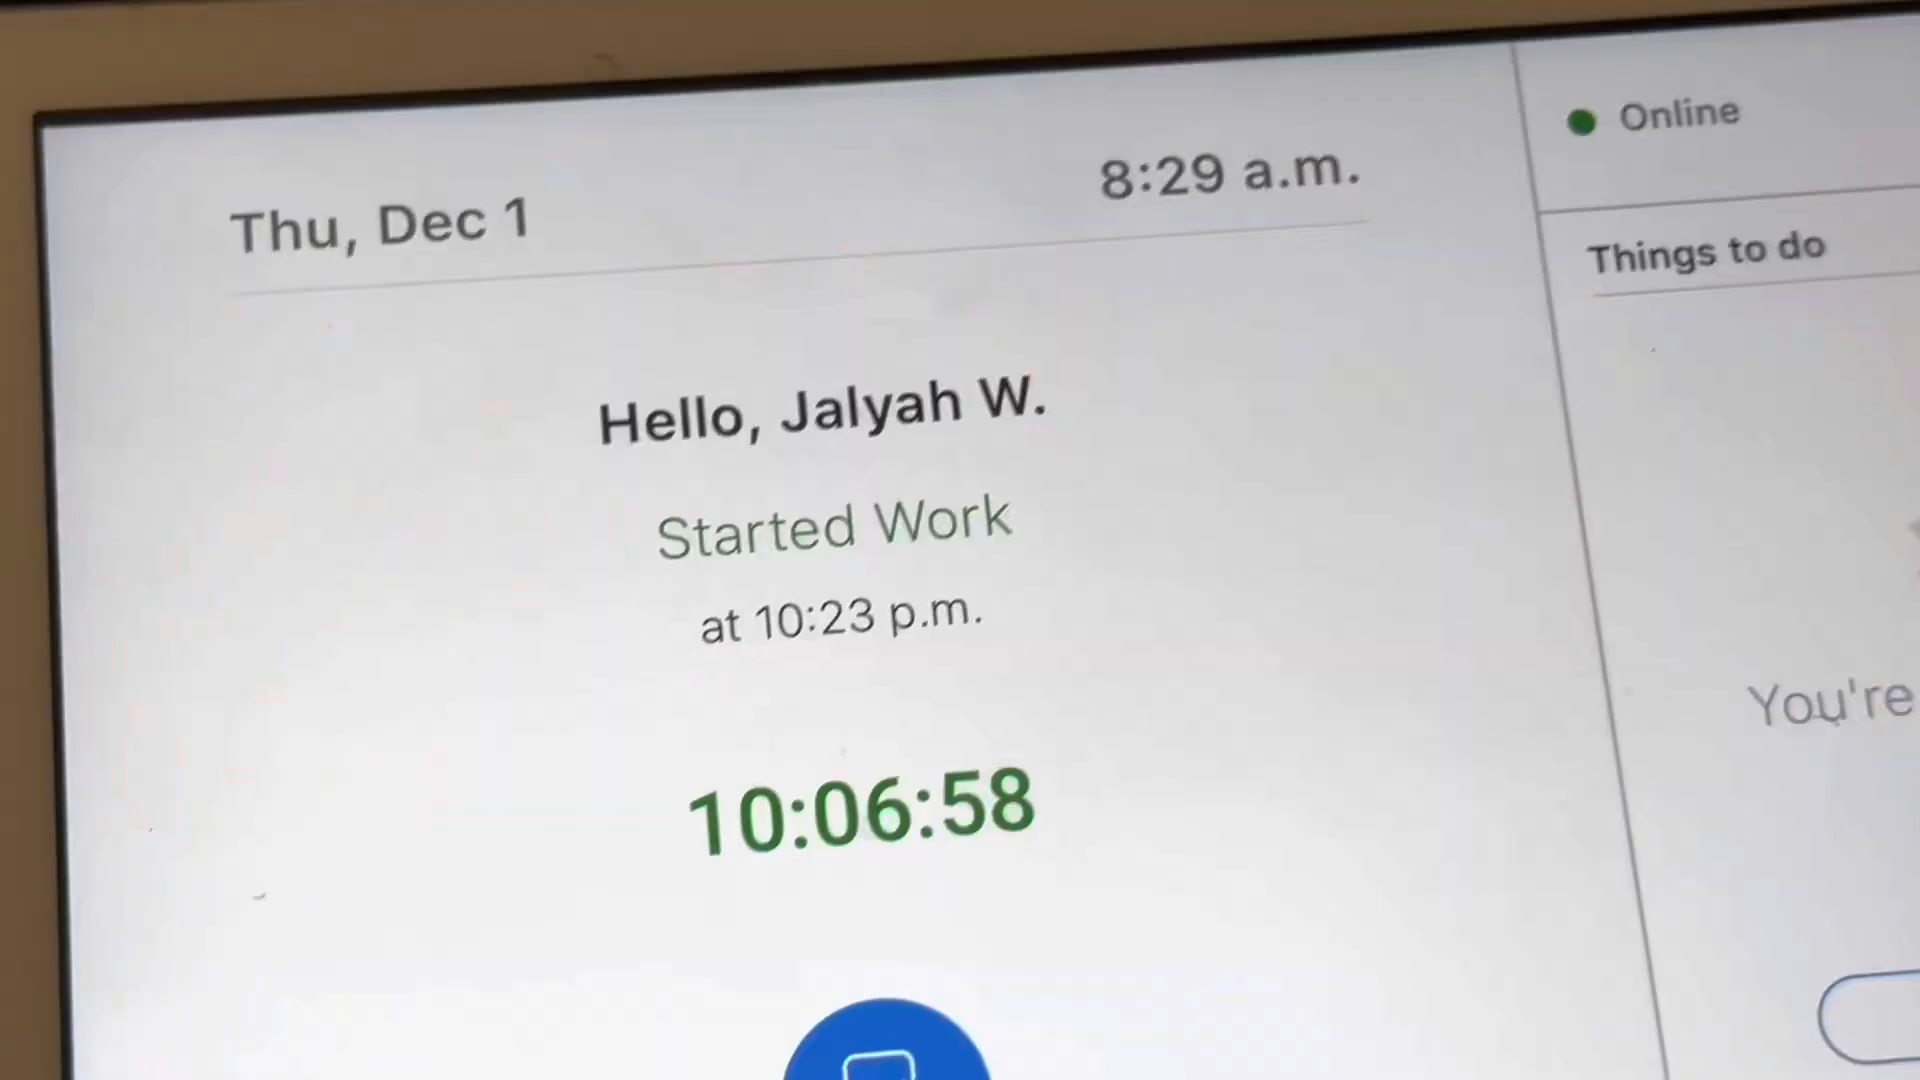 Thu, Dec 1
8:29 a.m.
Hello, Jalyah W.
Started Work
at 10:23 p.m.
10:06:58
Online
Things to do
You're